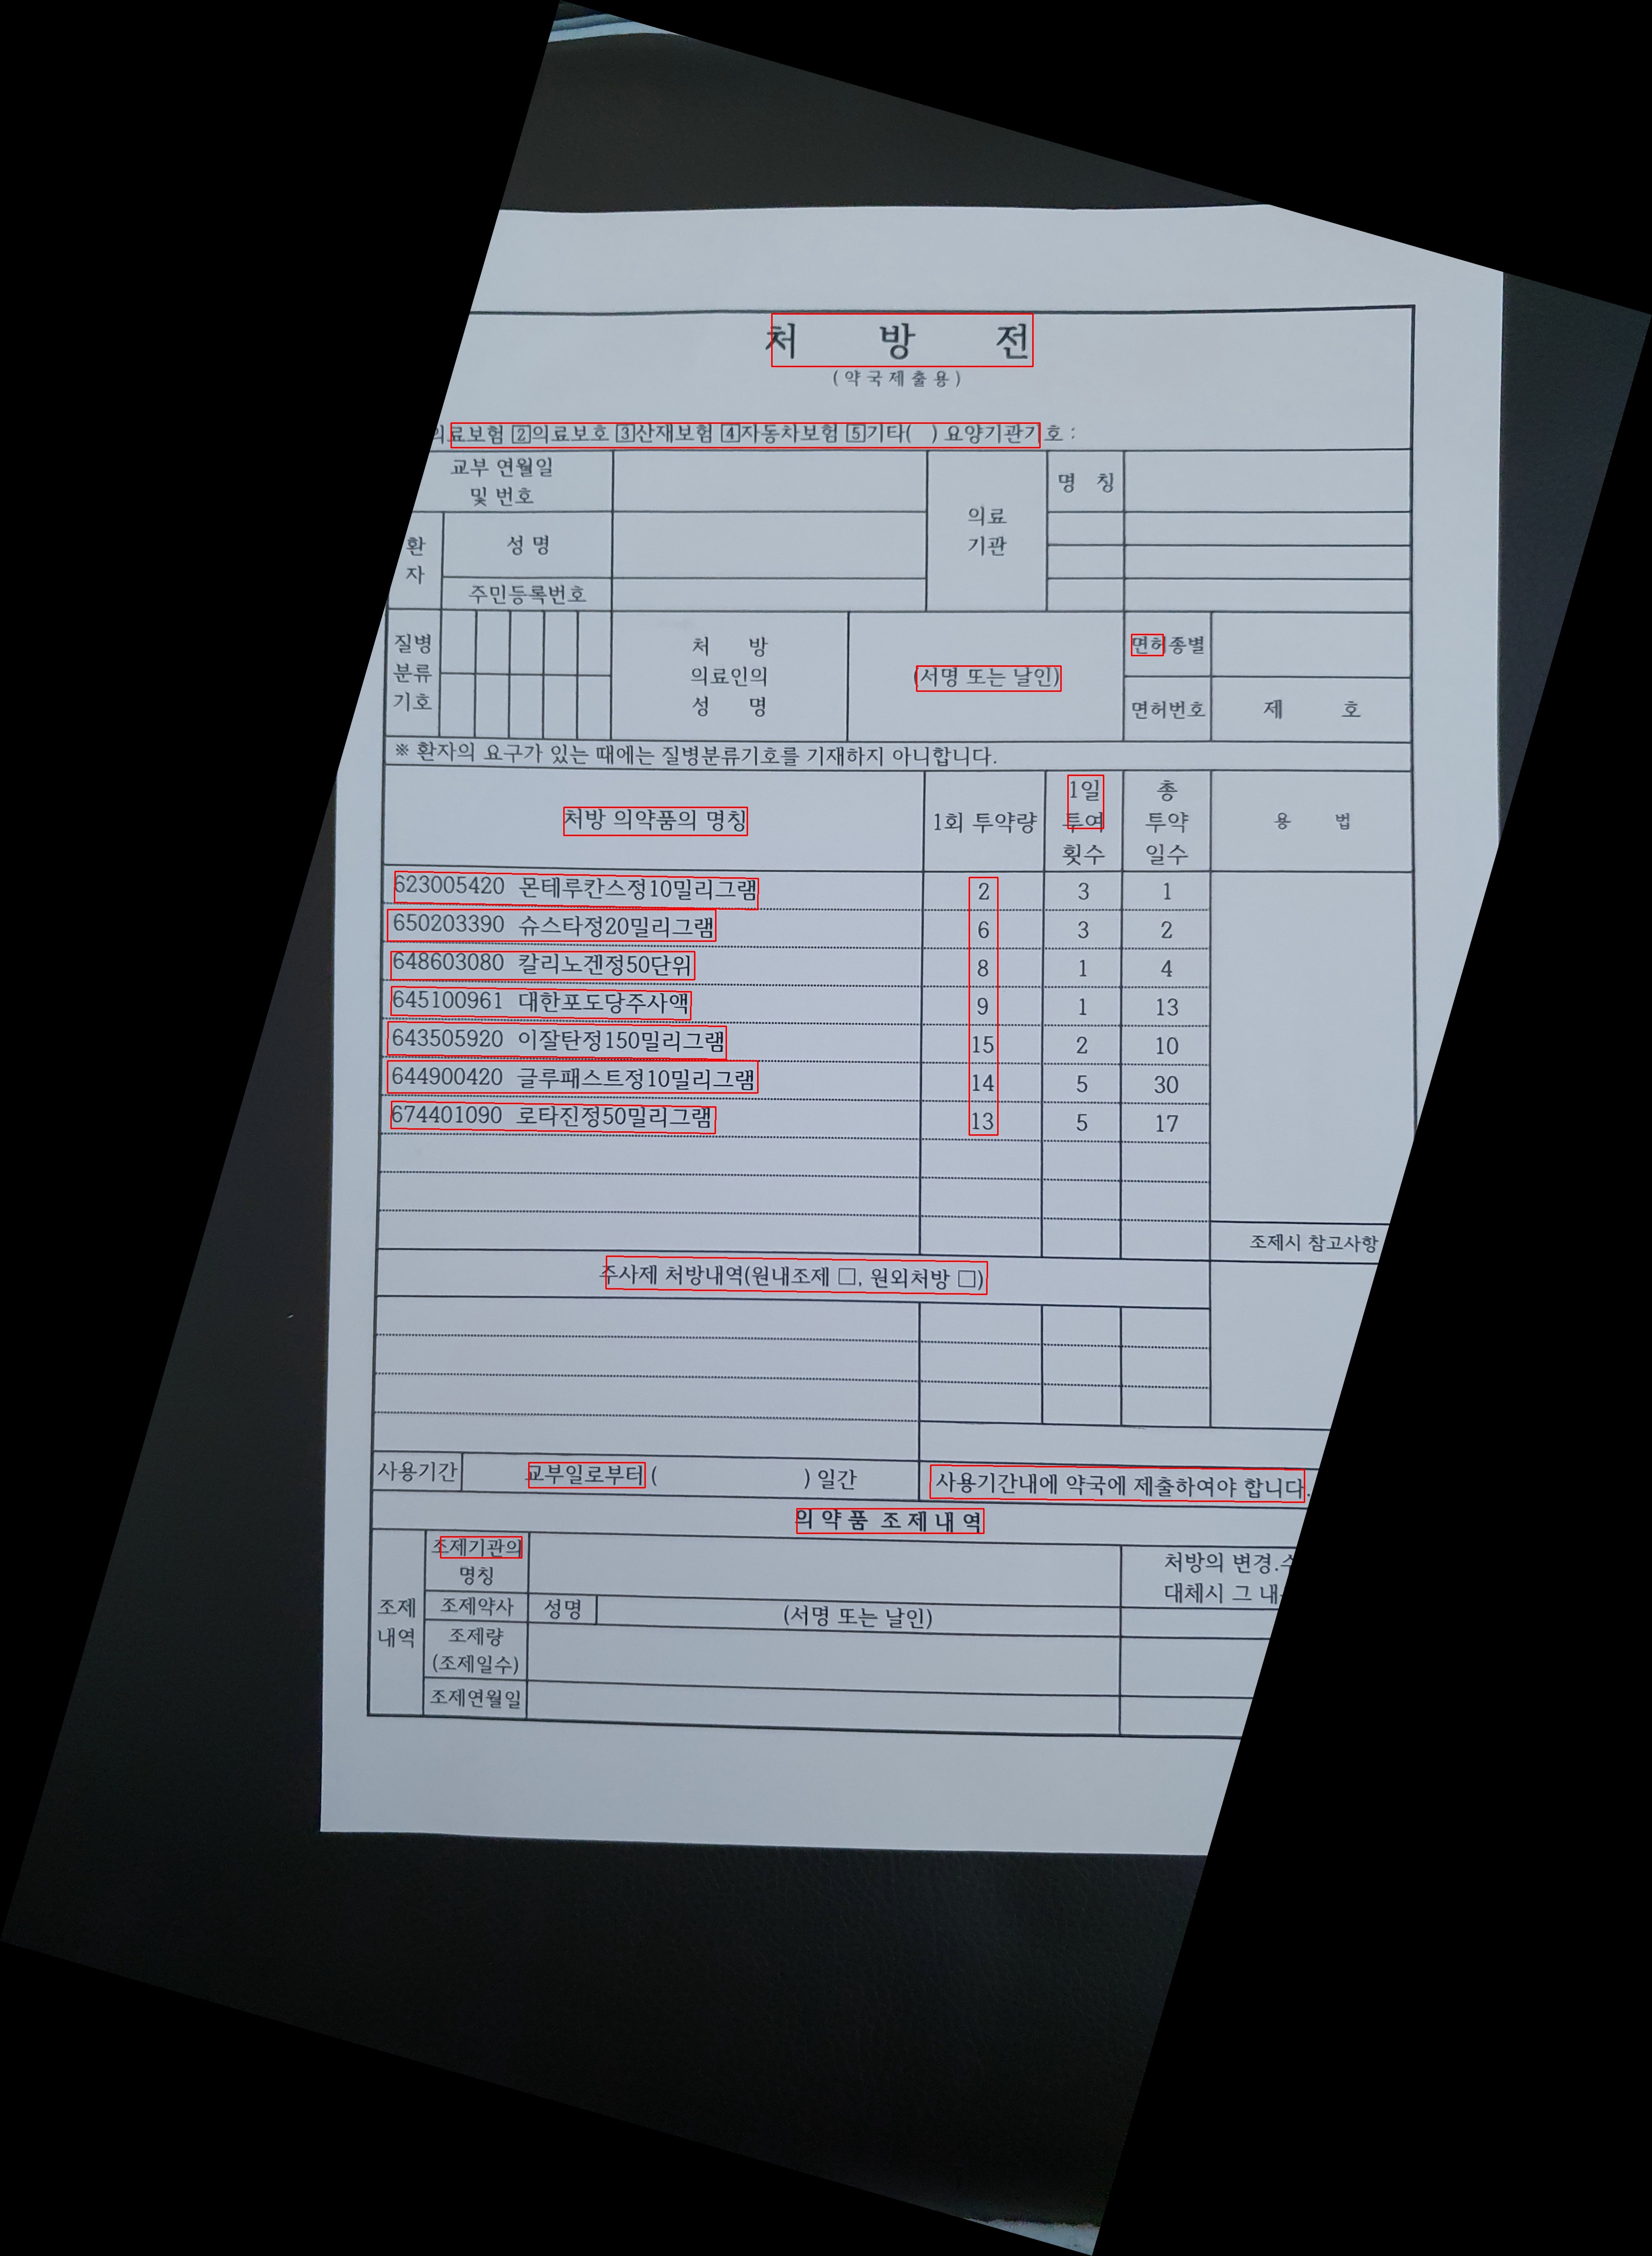 처 방 전
(약국제출용)
의료보험 2의료보호 3산재보험 4자동차보험 5기타( ) 요양기관기호 :
교부 연월일
및 번호
의료
기관
명 칭
환
자
성 명
주민등록번호
질병
분류
기호
처 방
의료인의
성 명
(서명 또는 날인)
면허종별
면허번호
제 호
※ 환자의 요구가 있는 때에는 질병분류기호를 기재하지 아니합니다.
처방 의약품의 명칭
1회 투약량
1일
투여
횟수
총
투약
일수
용 법
623005420 몬테루칸스정10밀리그램 2 3 1
650203390 슈스타정20밀리그램 6 3 2
648603080 칼리노겐정50단위 8 1 4
645100961 대한포도당주사액 9 1 13
643505920 이잘탄정150밀리그램 15 2 10
644900420 글루패스트정10밀리그램 14 5 30
674401090 로타진정50밀리그램 13 5 17
조제시 참고사항
주사제 처방내역(원내조제 □, 원외처방 □)
사용기간 교부일로부터 ( ) 일간 사용기간내에 약국에 제출하여야 합니다.
의 약 품 조 제 내 역
조제
내역
조제기관의
명칭
처방의 변경.수
대체시 그 내
조제약사 성명 (서명 또는 날인)
조제량
(조제일수)
조제연월일